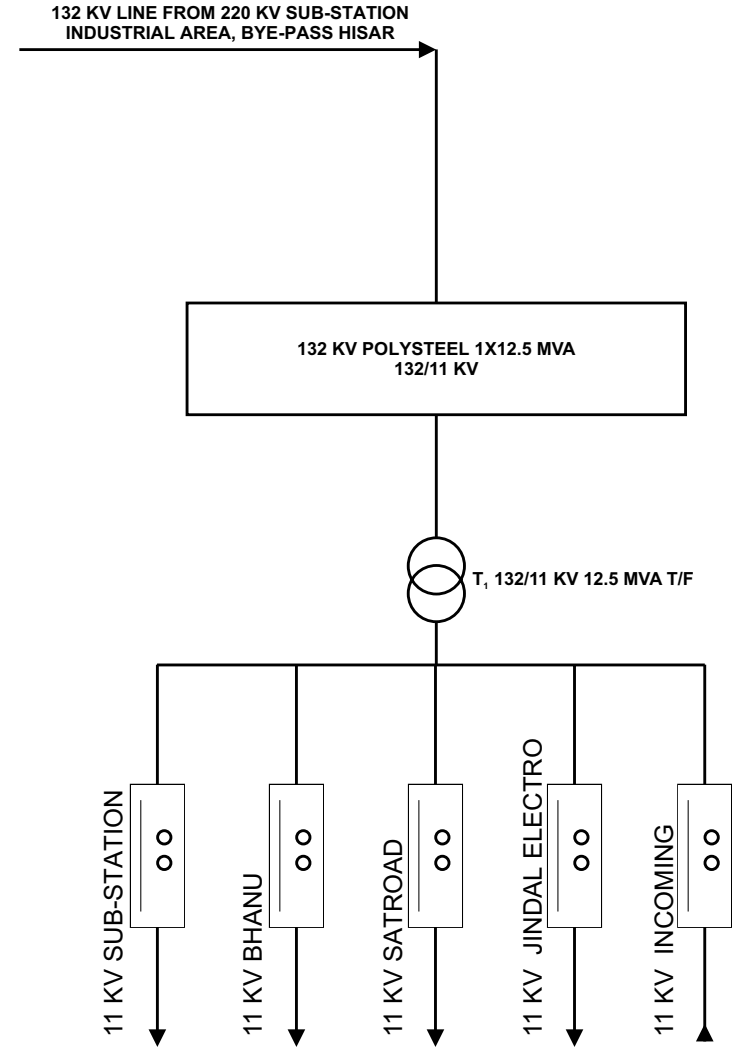 132 KV LINE FROM 220 KV SUB-STATION
INDUSTRIAL AREA, BYE-PASS HISAR
132 KV POLYSTEEL 1X12.5 MVA
132/11 KV
T₁ 132/11 KV 12.5 MVA T/F
11 KV SUB-STATION
11 KV BHANU
11 KV SATROAD
11 KV JINDAL ELECTRO
11 KV INCOMING